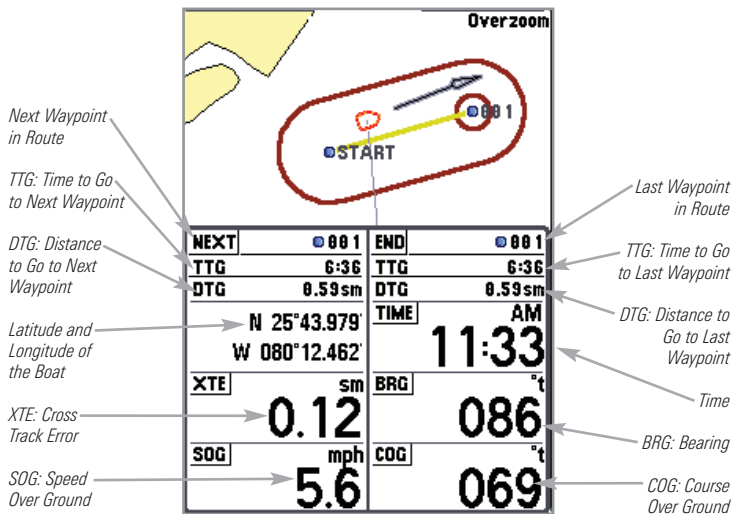 Overzoom
001
START
Next Waypoint
in Route
TTG: Time to Go
to Next Waypoint
DTG: Distance
to Go to Next
Waypoint
Latitude and
Longitude of
the Boat
XTE: Cross
Track Error
SOG: Speed
Over Ground
NEXT 001
TTG 6:36
DTG 0.59sm
N 25°43.979'
W 080°12.462'
XTE sm
0.12
SOG mph
5.6
END 001
TTG 6:36
DTG 0.59sm
TIME AM
11:33
BRG °t
086
COG °t
069
Last Waypoint
in Route
TTG: Time to Go
to Last Waypoint
DTG: Distance to
Go to Last
Waypoint
Time
BRG: Bearing
COG: Course
Over Ground